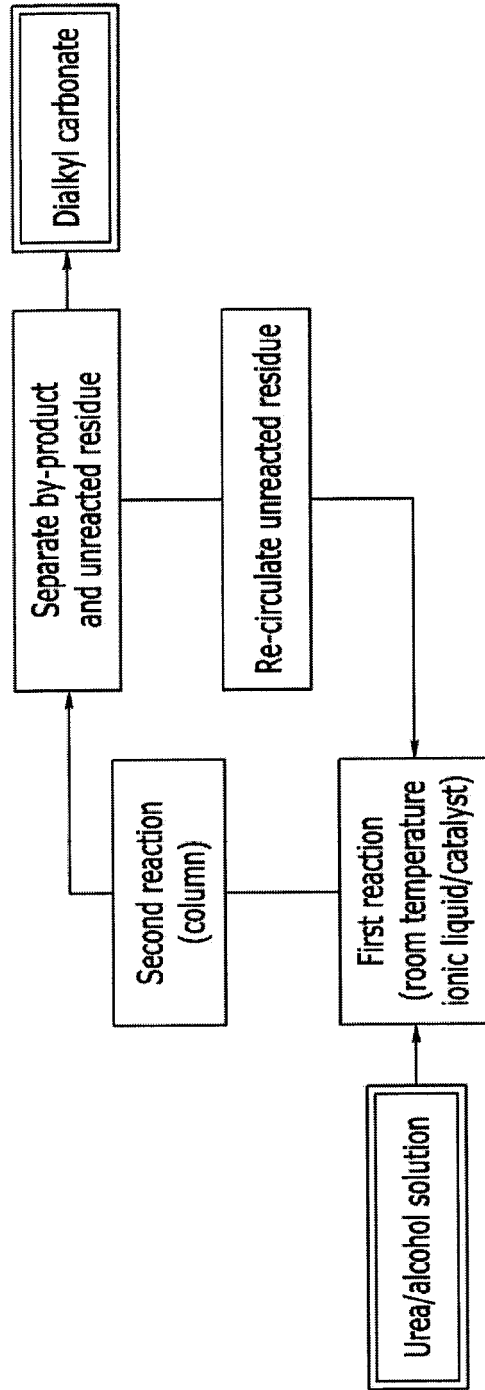 Urea/alcohol solution
First reaction
(room temperature
ionic liquid/catalyst)
Second reaction
(column)
Separate by-product
and unreacted residue
Re-circulate unreacted residue
Dialkyl carbonate